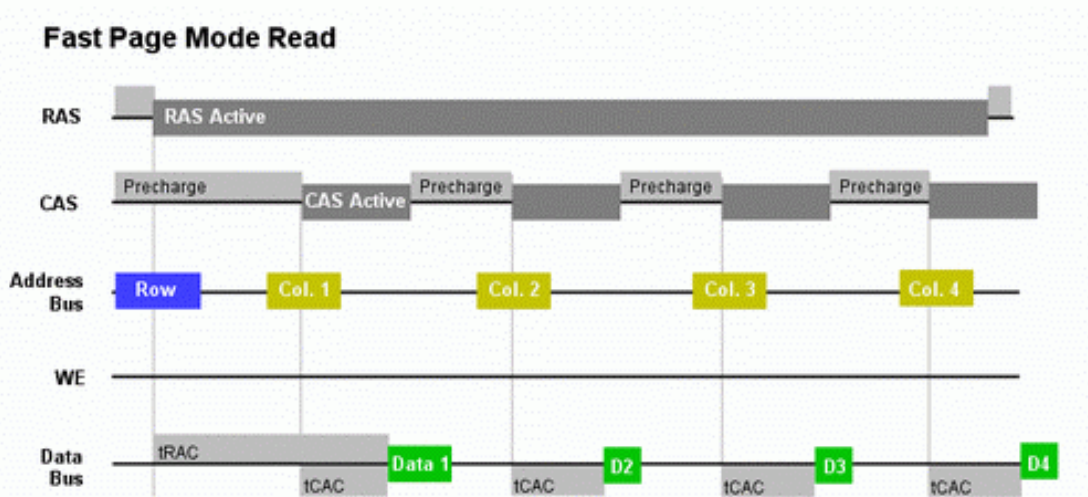 Fast Page Mode Read
RAS
RAS Active
CAS
Precharge
CAS Active
Precharge
Precharge
Precharge
Address
Bus
Row
Col. 1
Col. 2
Col. 3
Col. 4
WE
Data
Bus
tRAC
tCAC
Data 1
tCAC
D2
tCAC
D3
tCAC
D4